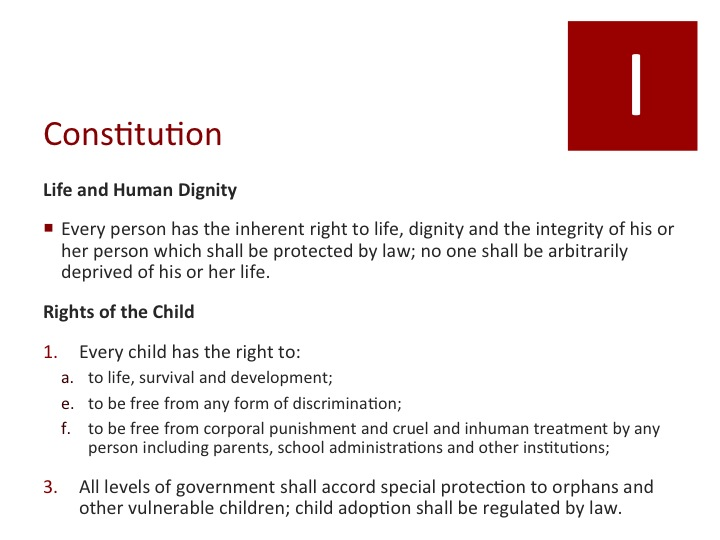 I
Constitution
Life and Human Dignity
▪ Every person has the inherent right to life, dignity and the integrity of his or
her person which shall be protected by law; no one shall be arbitrarily
deprived of his or her life.
Rights of the Child
1. Every child has the right to:
a. to life, survival and development;
e. to be free from any form of discrimination;
f. to be free from corporal punishment and cruel and inhuman treatment by any
person including parents, school administrations and other institutions;
3. All levels of government shall accord special protection to orphans and
other vulnerable children; child adoption shall be regulated by law.